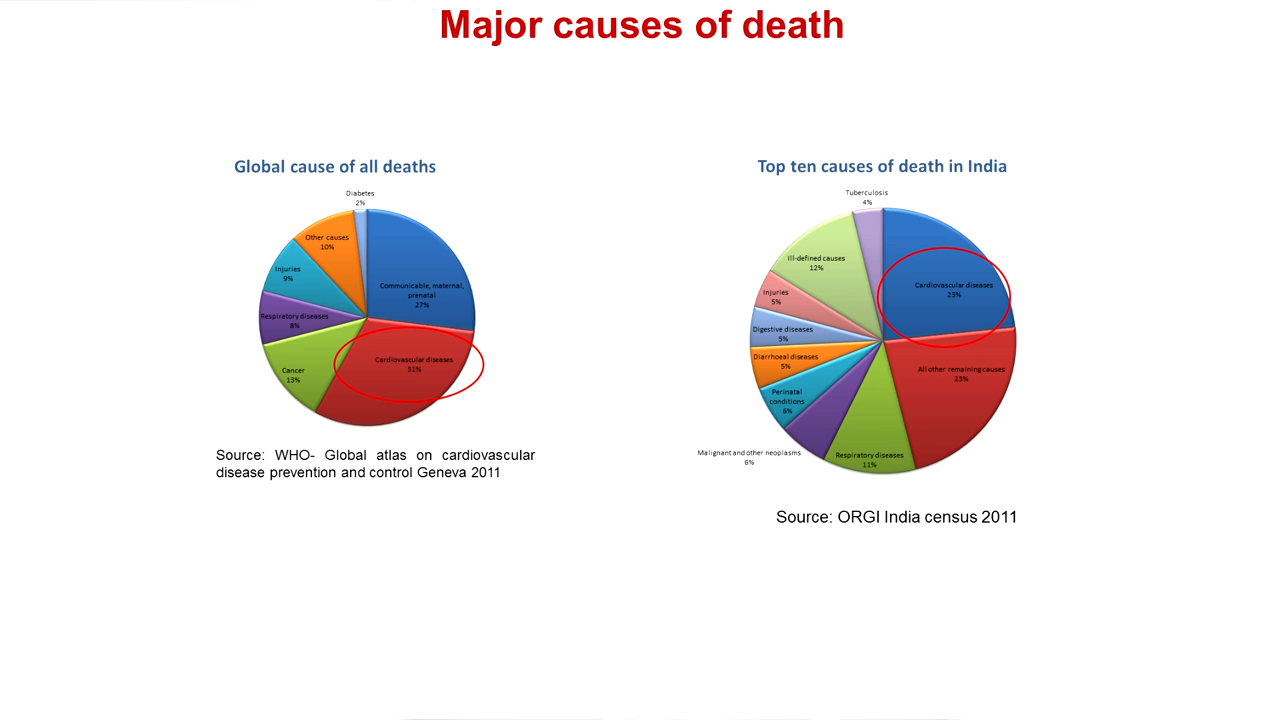 Major causes of death
Global cause of all deaths
Diabetes
2%
Other causes
10%
Injuries
9%
Communicable, maternal,
prenatal
27%
Respiratory diseases
8%
Cardiovascular diseases
31%
Cancer
13%
Source: WHO- Global atlas on cardiovascular
disease prevention and control Geneva 2011
Top ten causes of death in India
Tuberculosis
4%
Ill-defined causes
12%
Cardiovascular diseases
23%
Injuries
5%
Digestive diseases
5%
Diarrhoeal diseases
5%
All other remaining causes
23%
Perinatal
conditions
6%
Malignant and other neoplasms
6%
Respiratory diseases
11%
Source: ORGI India census 2011